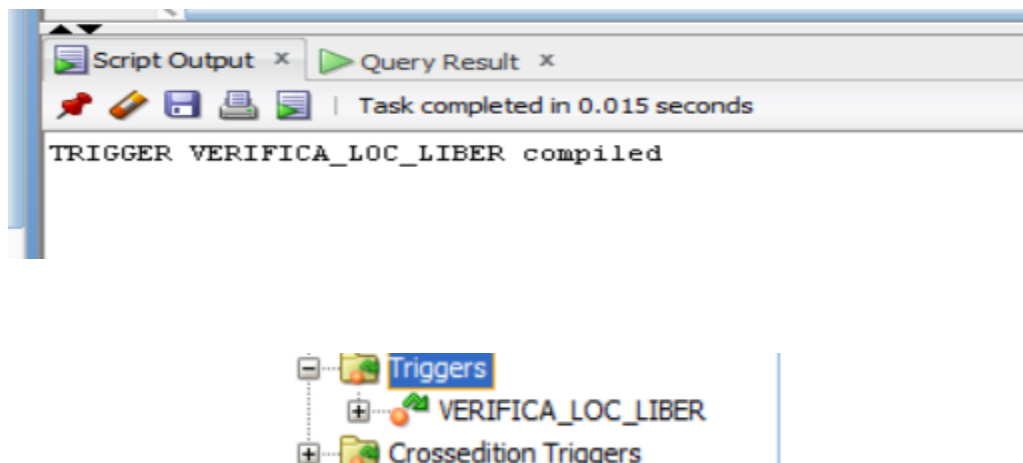 Script Output × Query Result ×
Task completed in 0.015 seconds
TRIGGER VERIFICA_LOC_LIBER compiled
Triggers
VERIFICA_LOC_LIBER
Crossedition Triggers